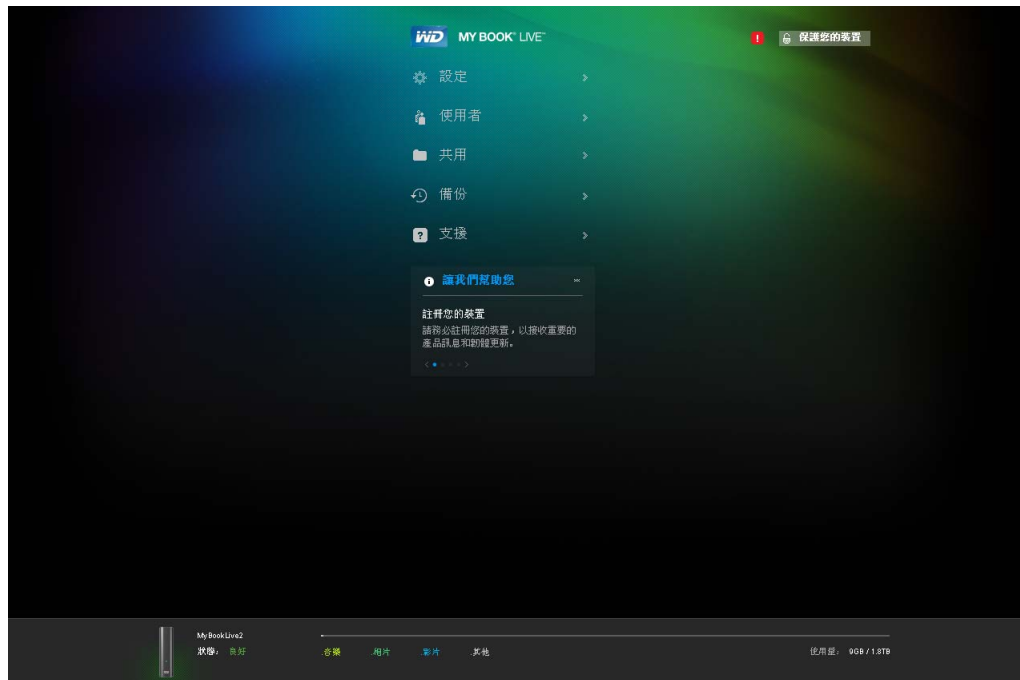 WD MY BOOK™ LIVE™
! 保護您的裝置
設定
使用者
共用
備份
? 支援
讓我們幫助您
註冊您的裝置
請務必註冊您的裝置，以接收重要的
產品訊息和韌體更新。
MyBookLive2
狀態： 良好
音樂 相片 影片 其他
使用量： 9GB / 1.8TB